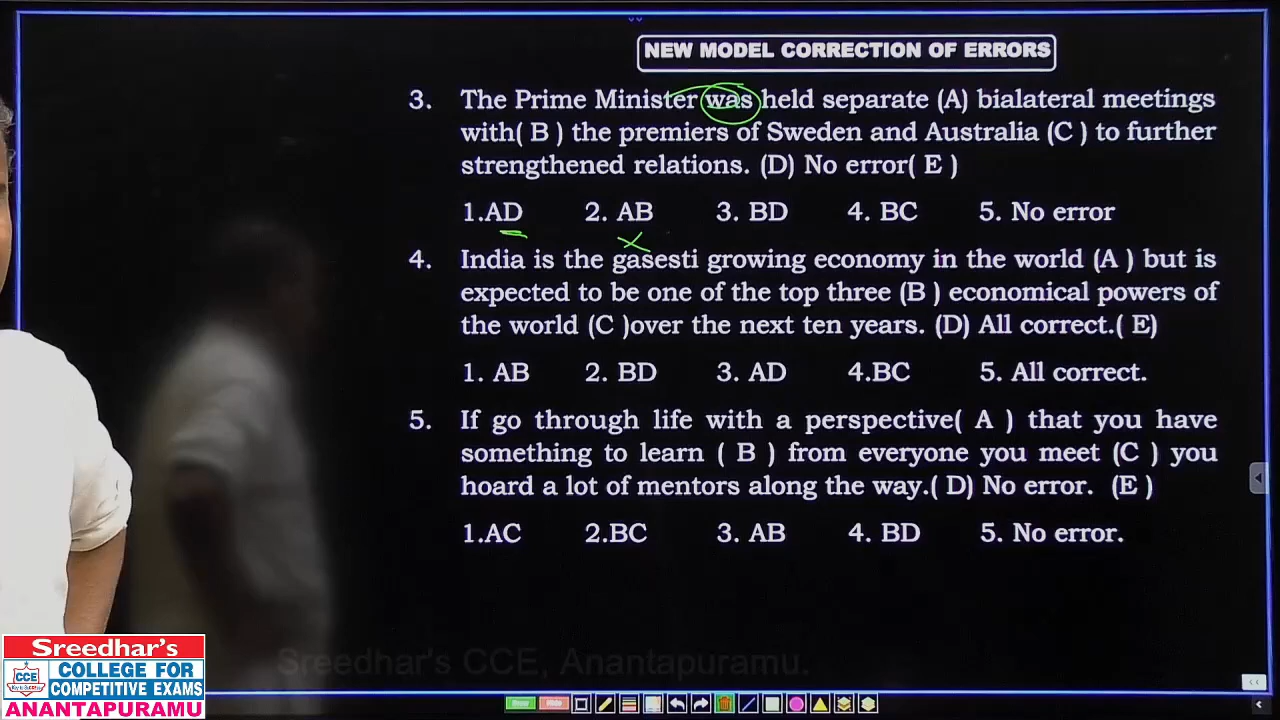 NEW MODEL CORRECTION OF ERRORS
3. The Prime Minister was held separate (A) bialateral meetings
with( B ) the premiers of Sweden and Australia (C ) to further
strengthened relations. (D) No error( E )
1.AD 2. AB 3. BD 4. BC 5. No error
4. India is the gasesti growing economy in the world (A ) but is
expected to be one of the top three (B ) economical powers of
the world (C )over the next ten years. (D) All correct.( E)
1. AB 2. BD 3. AD 4.BC 5. All correct.
5. If go through life with a perspective( A ) that you have
something to learn ( B ) from everyone you meet (C ) you
hoard a lot of mentors along the way.( D) No error. (E )
1.AC 2.BC 3. AB 4. BD 5. No error.
Sreedhar's CCE, Anantapuramu.
Sreedhar's
CCE
COLLEGE FOR
COMPETITIVE EXAMS
ANANTAPURAMU